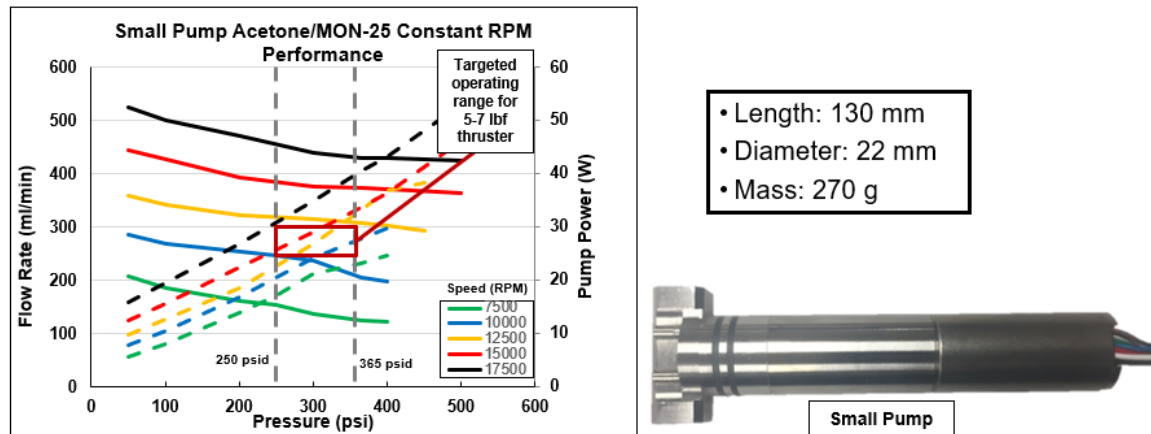 Small Pump Acetone/MON-25 Constant RPM
Performance
Targeted
operating
range for
5-7 lbf
thruster
Flow Rate (ml/min)
600
500
400
300
200
100
0
60
50
40
30
20
10
0
Pump Power (W)
250 psid
365 psid
Speed (RPM)
7500
10000
12500
15000
17500
0
100
200
300
400
500
600
Pressure (psi)
• Length: 130 mm
• Diameter: 22 mm
• Mass: 270 g
Small Pump